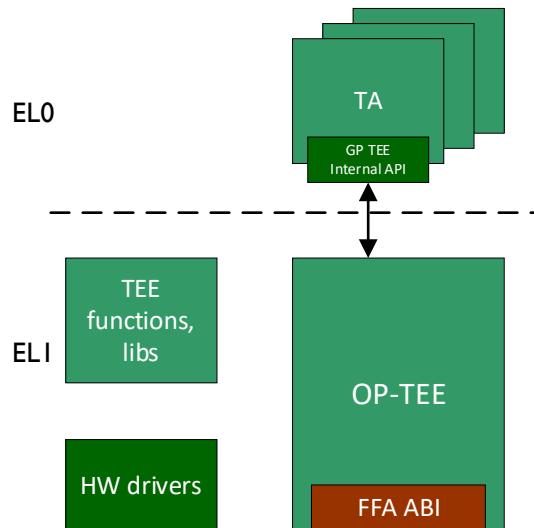 EL0
TA
GP TEE
Internal API
EL1
TEE
functions,
libs
OP-TEE
HW drivers
FFA ABI